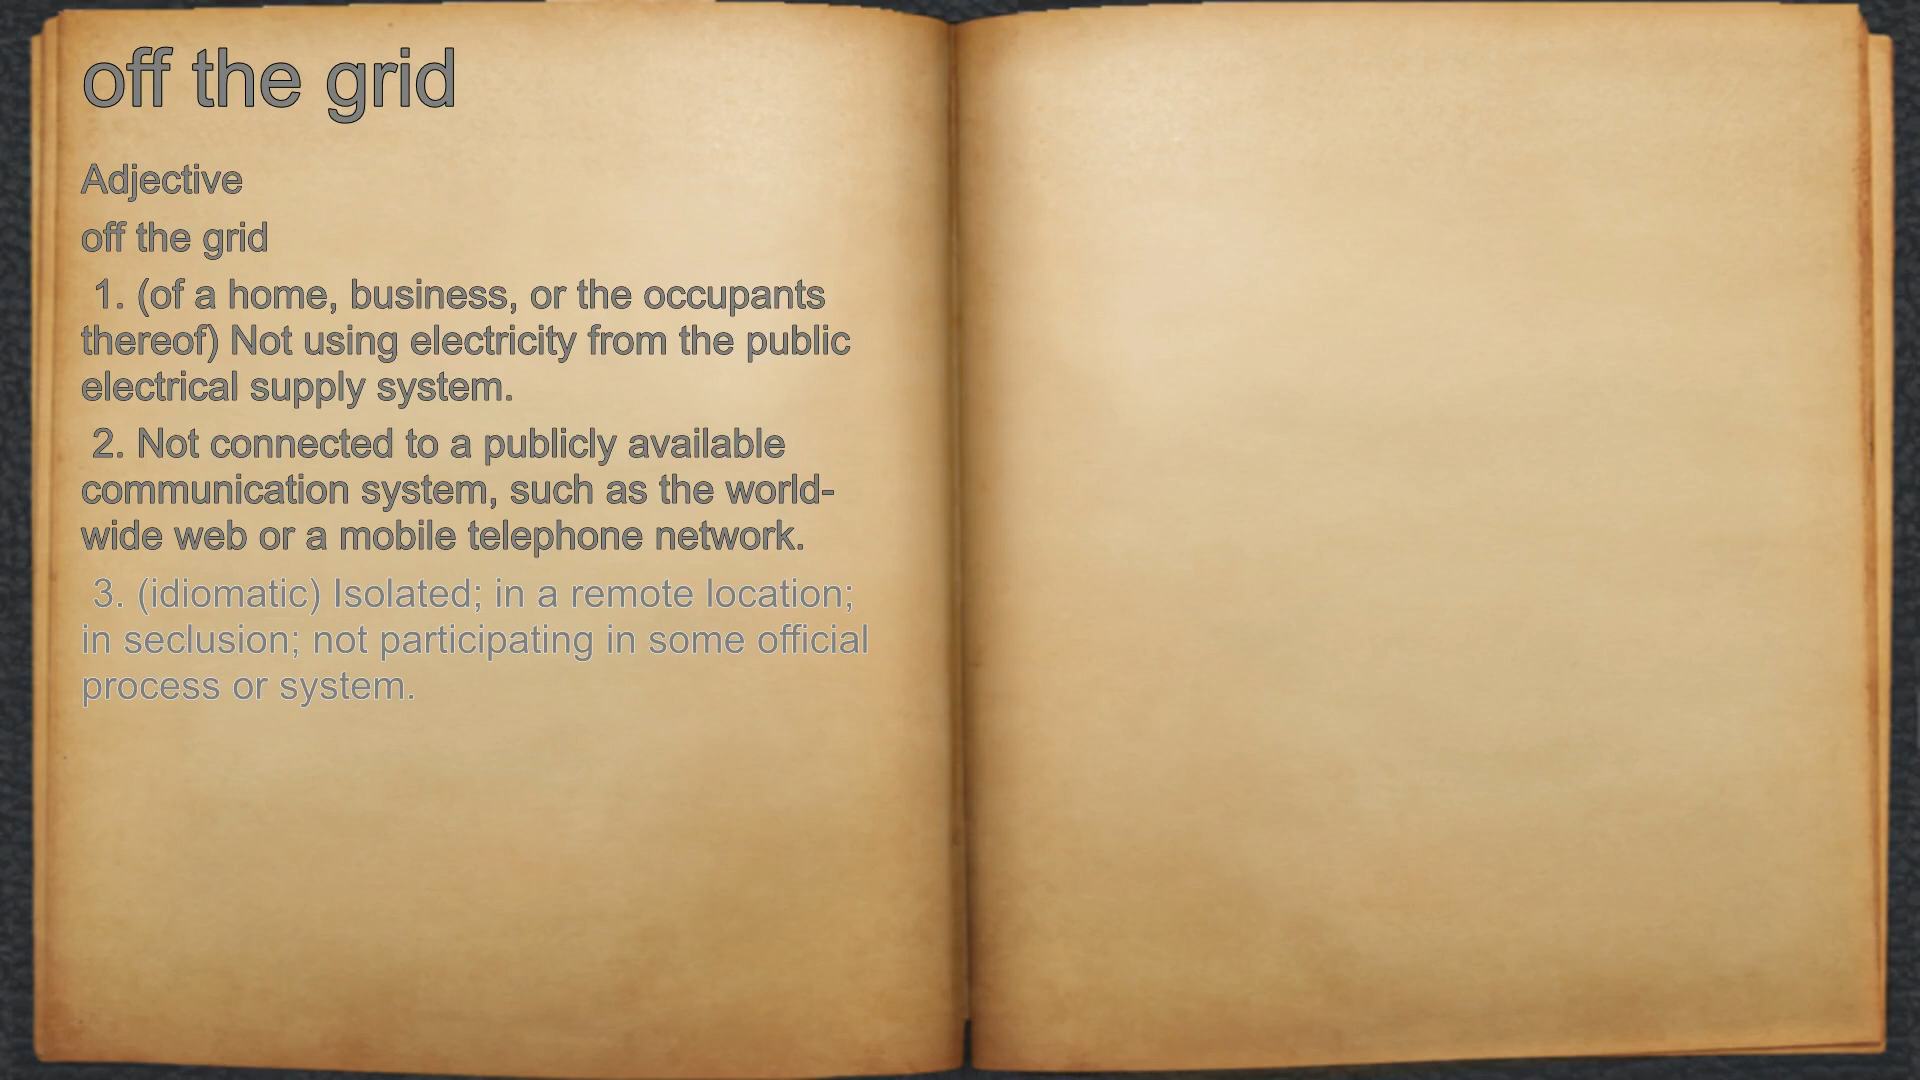 off the grid
Adjective
off the grid
1. (of a home, business, or the occupants
thereof) Not using electricity from the public
electrical supply system.
2. Not connected to a publicly available
communication system, such as the world-
wide web or a mobile telephone network.
3. (idiomatic) Isolated; in a remote location;
in seclusion; not participating in some official
process or system.